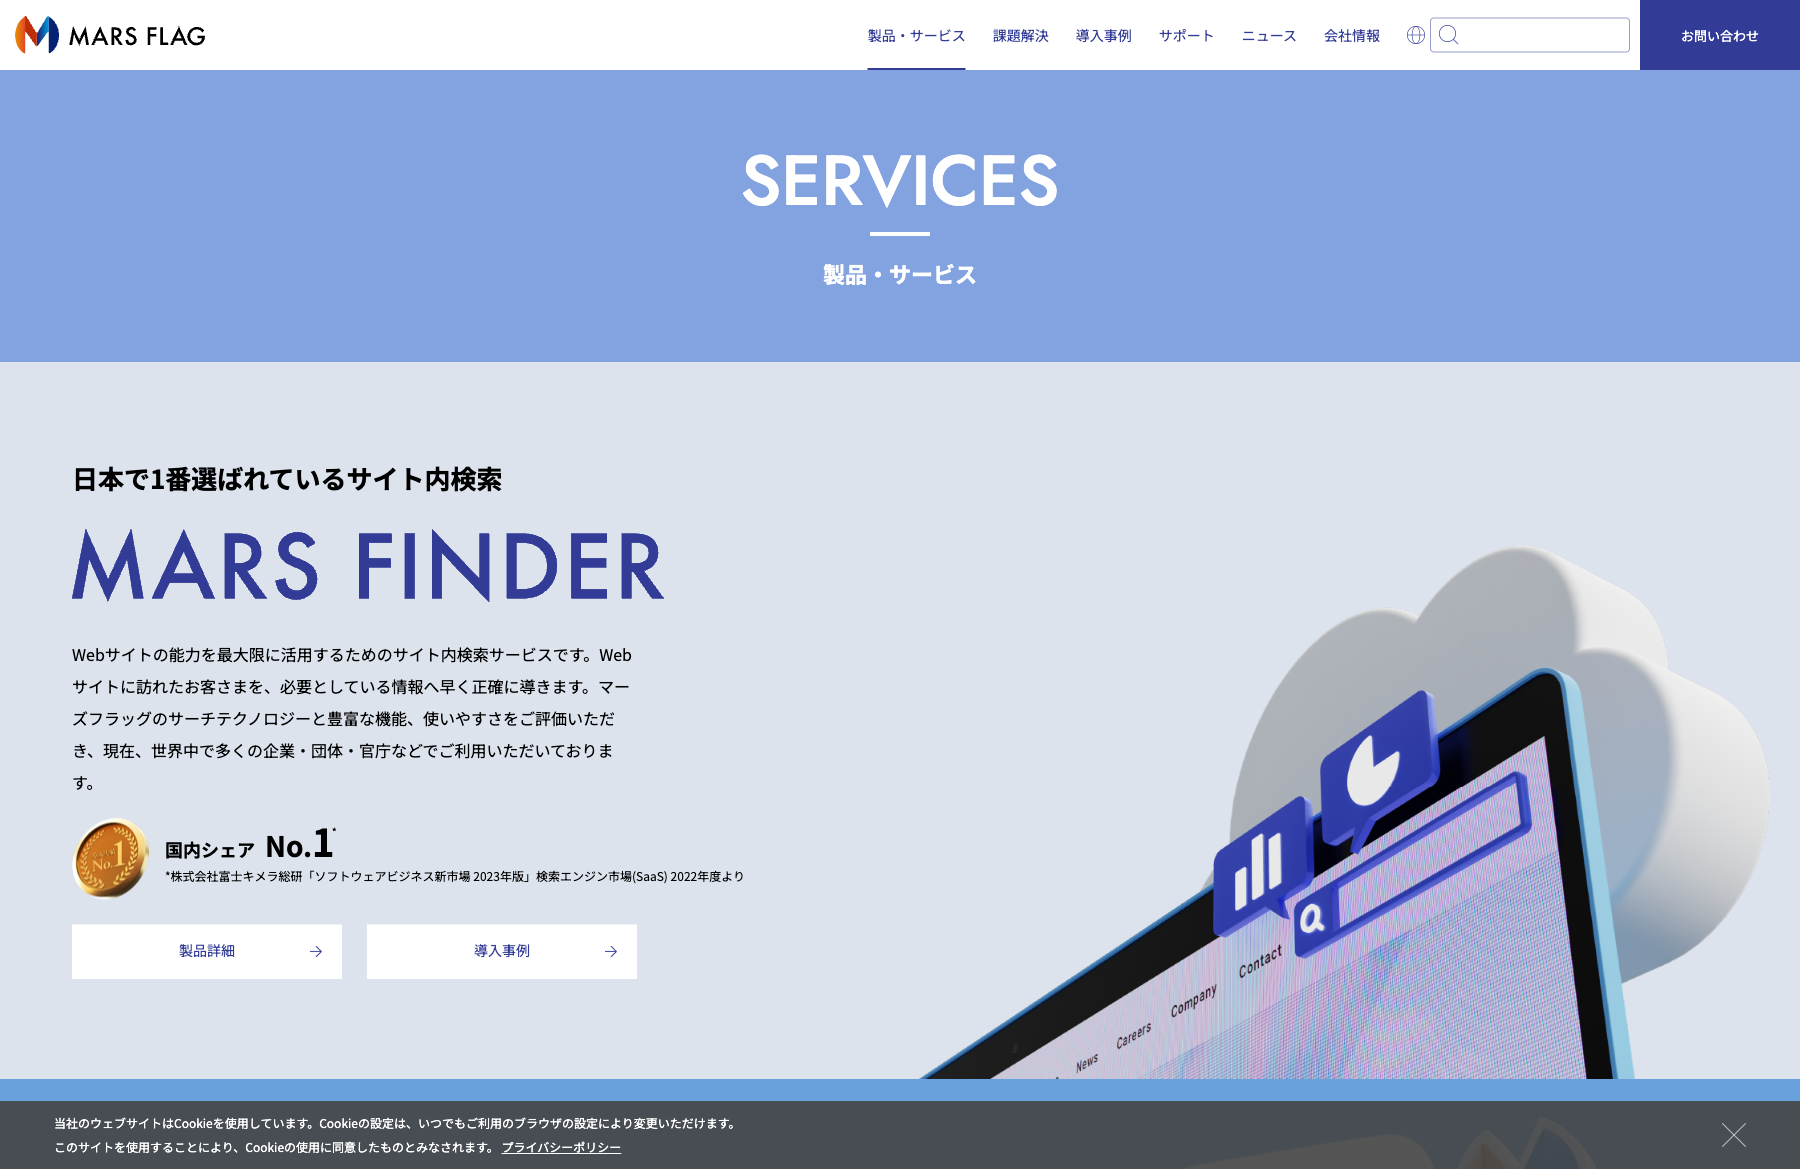 MARS FLAG
製品・サービス
課題解決
導入事例
サポート
ニュース
会社情報
お問い合わせ
SERVICES
製品・サービス
日本で1番選ばれているサイト内検索
MARS FINDER
Webサイトの能力を最大限に活用するためのサイト内検索サービスです。Web
サイトに訪れたお客さまを、必要としている情報へ早く正確に導きます。マー
ズフラッグのサーチテクノロジーと豊富な機能、使いやすさをご評価いただ
き、現在、世界中で多くの企業・団体・官庁などでご利用いただいておりま
す。
No.1
国内シェア No.1*
*株式会社富士キメラ総研「ソフトウェアビジネス新市場 2023年版」検索エンジン市場(SaaS) 2022年度より
製品詳細
導入事例
News
Careers
Company
Contact
当社のウェブサイトはCookieを使用しています。Cookieの設定は、いつでもご利用のブラウザの設定により変更いただけます。
このサイトを使用することにより、Cookieの使用に同意したものとみなされます。 プライバシーポリシー